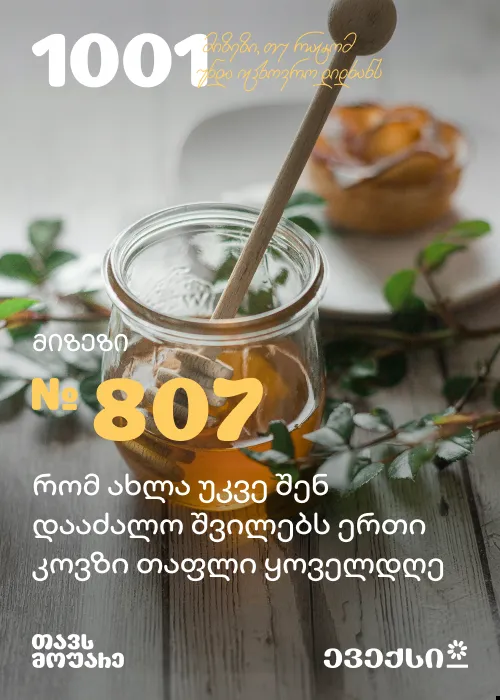 1001 მიზეზი, თუ რატომ
უნდა იცხოვრო დიდხანს
მიზეზი
№ 807
რომ ახლა უკვე შენ
დააძალო შვილებს ერთი
კოვზი თაფლი ყოველდღე
თავს
მოუარე
ევექსი